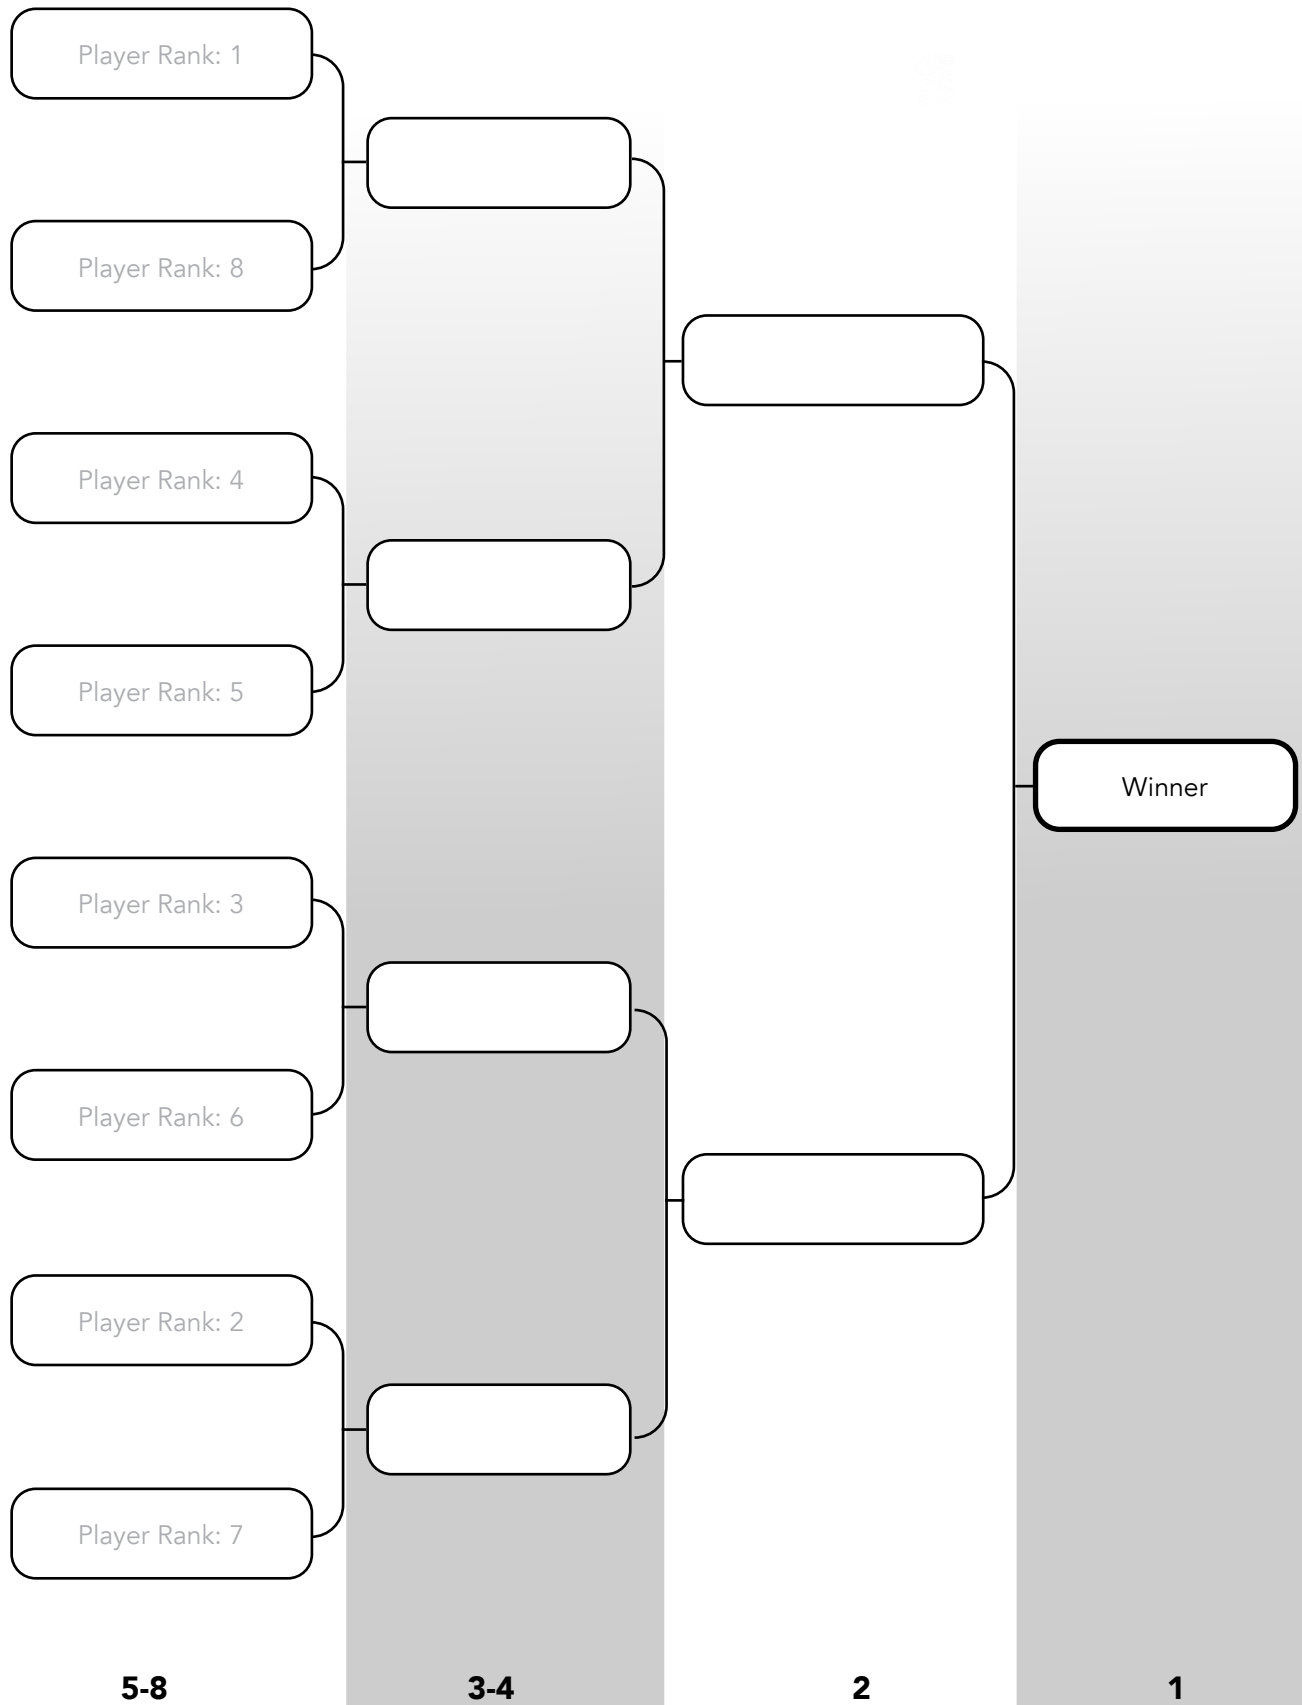 Player Rank: 1
Player Rank: 8
Player Rank: 4
Player Rank: 5
Winner
Player Rank: 3
Player Rank: 6
Player Rank: 2
Player Rank: 7
5-8
3-4
2
1